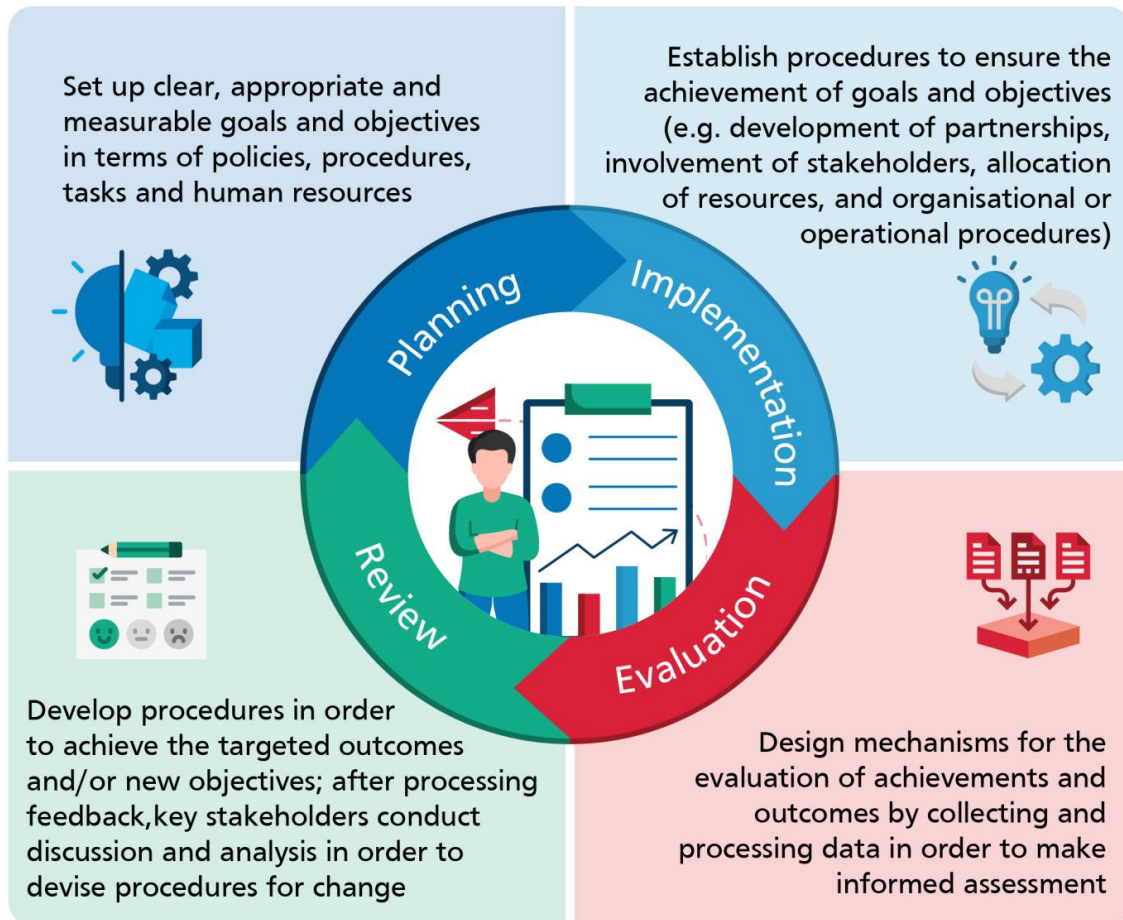 Set up clear, appropriate and
measurable goals and objectives
in terms of policies, procedures,
tasks and human resources
Establish procedures to ensure the
achievement of goals and objectives
(e.g. development of partnerships,
involvement of stakeholders, allocation
of resources, and organisational or
operational procedures)
Planning
Implementation
Review
Evaluation
Develop procedures in order
to achieve the targeted outcomes
and/or new objectives; after processing
feedback,key stakeholders conduct
discussion and analysis in order to
devise procedures for change
Design mechanisms for the
evaluation of achievements and
outcomes by collecting and
processing data in order to make
informed assessment